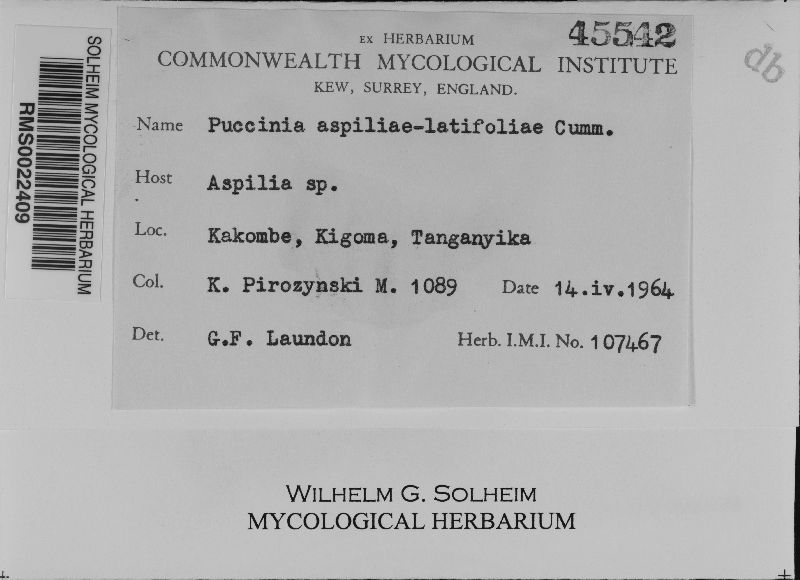 EX HERBARIUM 45542
COMMONWEALTH MYCOLOGICAL INSTITUTE
KEW, SURREY, ENGLAND.
db
Name Puccinia aspiliae-latifoliae Cumm.
Host Aspilia sp.
Loc. Kakombe, Kigoma, Tanganyika
Col. K. Pirozynski M. 1089 Date 14.iv.1964
Det. G.F. Laundon Herb. I.M.I. No. 107467
SOLHEIM MYCOLOGICAL HERBARIUM
RMS0022409
WILHELM G. SOLHEIM
MYCOLOGICAL HERBARIUM